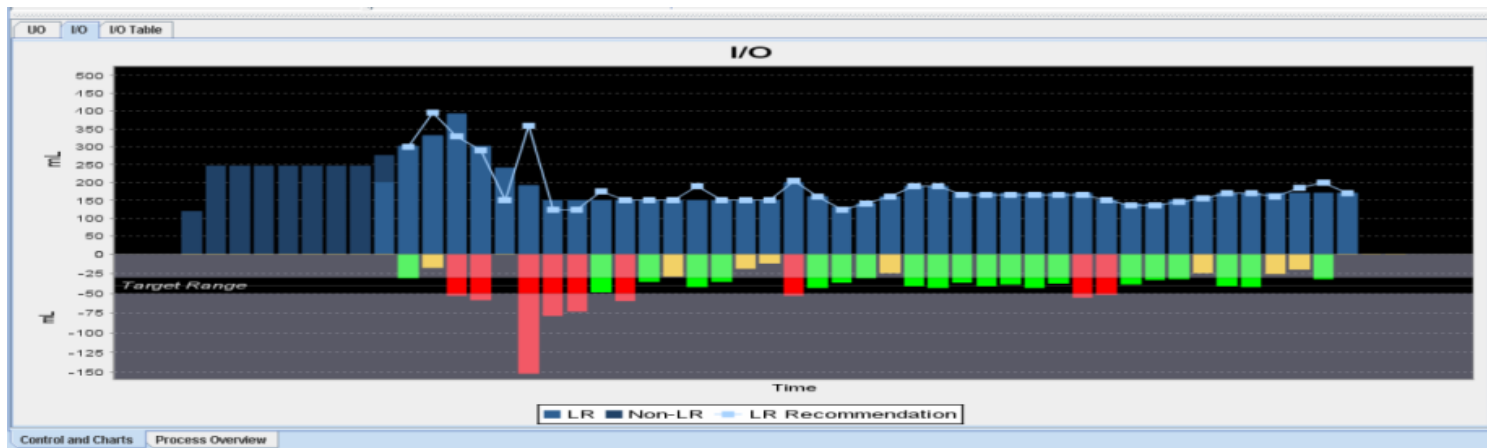 UO I/O I/O Table
I/O
500
450
400
350
300
250
200
150
100
50
0
-25
-50
-75
-100
-125
-150
mL
mL
Target Range
Time
LR Non-LR LR Recommendation
Control and Charts Process Overview